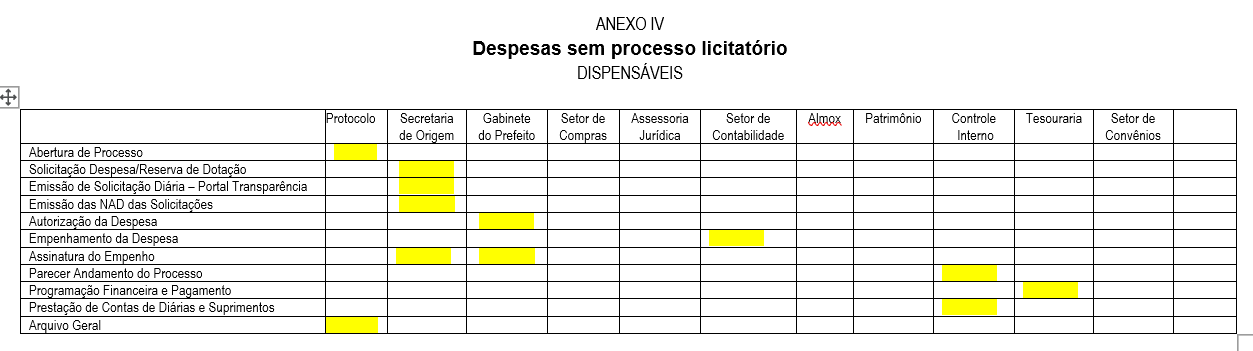 ANEXO IV
Despesas sem processo licitatório
DISPENSÁVEIS
Protocolo Secretaria de Origem Gabinete do Prefeito Setor de Compras Assessoria Jurídica Setor de Contabilidade Almox Patrimônio Controle Interno Tesouraria Setor de Convênios
Abertura de Processo
Solicitação Despesa/Reserva de Dotação
Emissão de Solicitação Diária – Portal Transparência
Emissão das NAD das Solicitações
Autorização da Despesa
Empenhamento da Despesa
Assinatura do Empenho
Parecer Andamento do Processo
Programação Financeira e Pagamento
Prestação de Contas de Diárias e Suprimentos
Arquivo Geral